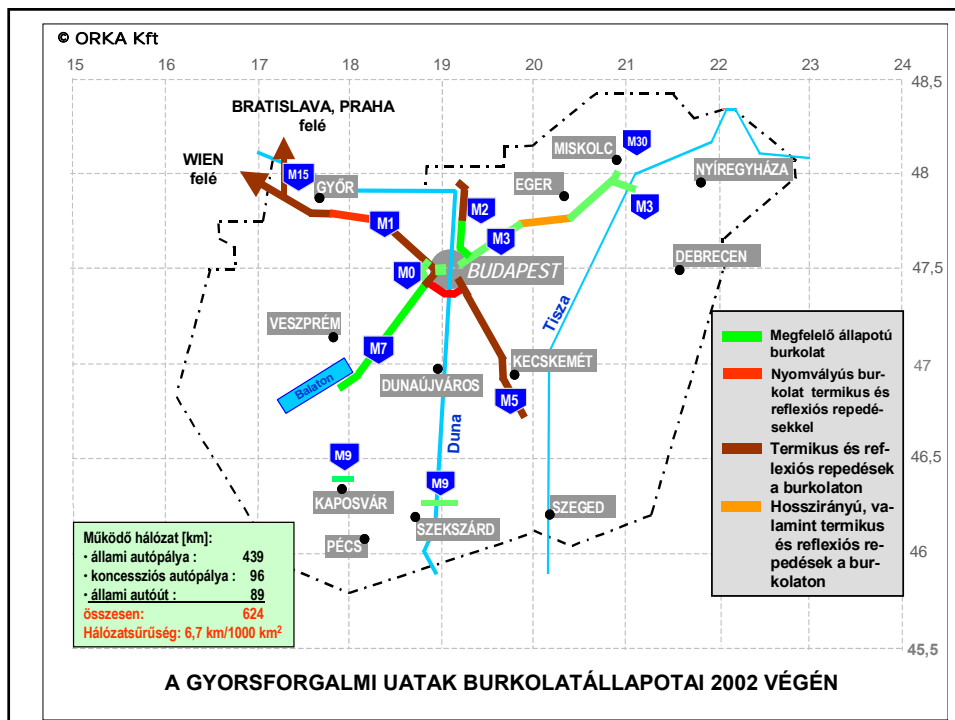 © ORKA Kft
15 16 17 18 19 20 21 22 23 24
48,5
48
47,5
47
46,5
46
45,5
BRATISLAVA, PRAHA
felé
WIEN
felé
M15
GYŐR
M1
M2
M3
M0
BUDAPEST
EGER
MISKOLC
M30
NYÍREGYHÁZA
M3
DEBRECEN
VESZPRÉM
M7
Balaton
DUNAÚJVÁROS
KECSKEMÉT
M5
Tisza
Duna
M9
KAPOSVÁR
M9
SZEKSZÁRD
PÉCS
SZEGED
Megfelelő állapotú
burkolat
Nyomvályús bur-
kolat termikus és
reflexiós repedé-
sekkel
Termikus és ref-
lexiós repedések
a burkolaton
Hosszirányú, va-
lamint termikus
és reflexiós re-
pedések a bur-
kolaton
Működő hálózat [km]:
· állami autópálya : 439
· koncessziós autópálya : 96
· állami autóút : 89
összesen: 624
Hálózatsűrűség: 6,7 km/1000 km²
A GYORSFORGALMI UATAK BURKOLATÁLLAPOTAI 2002 VÉGÉN